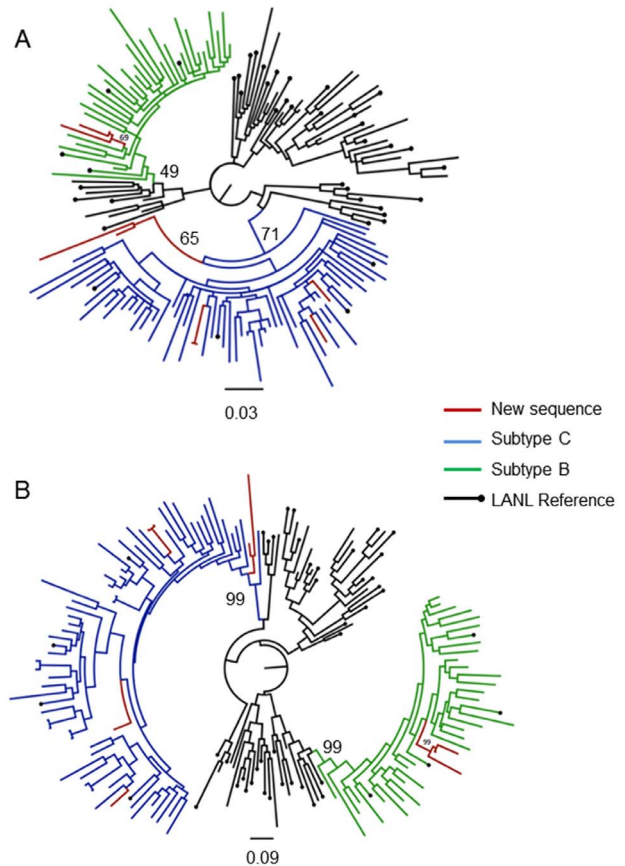 A
69
49
65
71
0.03
New sequence
Subtype C
Subtype B
LANL Reference
B
99
99
99
0.09